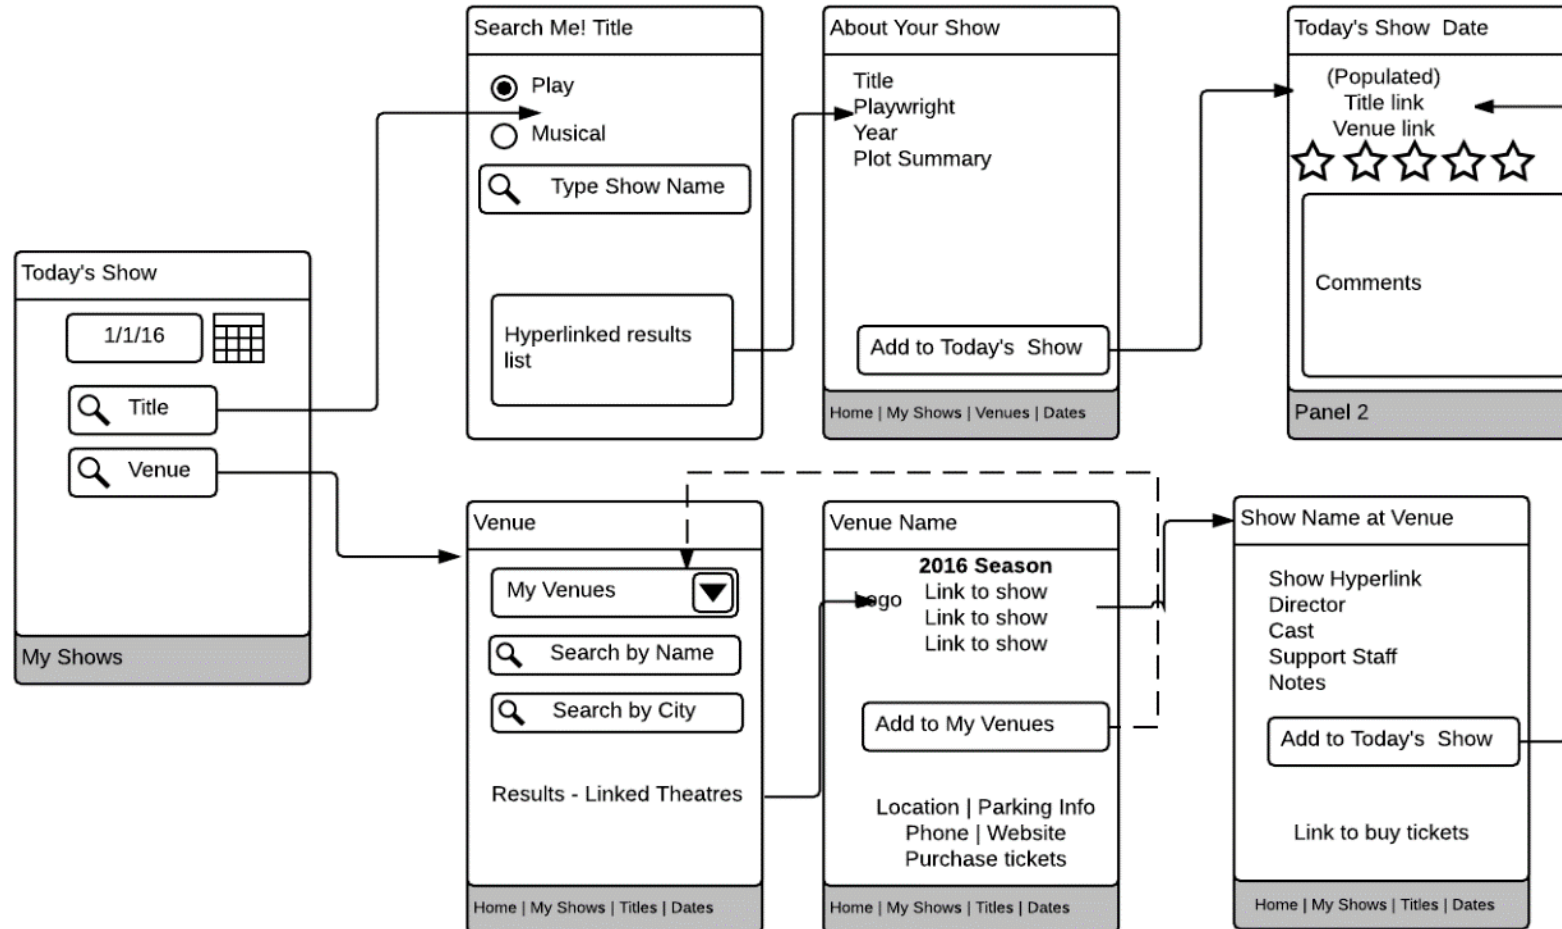 Today's Show
1/1/16
Title
Venue
My Shows
Search Me! Title
Play
Musical
Type Show Name
Hyperlinked results
list
About Your Show
Title
Playwright
Year
Plot Summary
Add to Today's Show
Home | My Shows | Venues | Dates
Today's Show Date
(Populated)
Title link
Venue link
Comments
Panel 2
Venue
My Venues
Search by Name
Search by City
Results - Linked Theatres
Home | My Shows | Titles | Dates
Venue Name
2016 Season
Logo
Link to show
Link to show
Link to show
Add to My Venues
Location | Parking Info
Phone | Website
Purchase tickets
Home | My Shows | Titles | Dates
Show Name at Venue
Show Hyperlink
Director
Cast
Support Staff
Notes
Add to Today's Show
Link to buy tickets
Home | My Shows | Titles | Dates